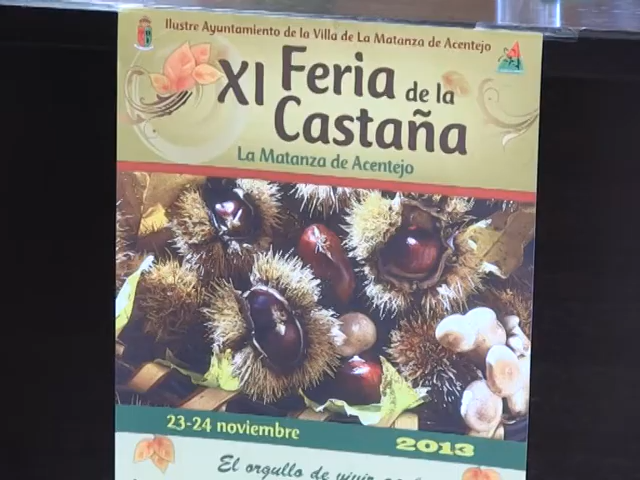 Ilustre Ayuntamiento de la Villa de La Matanza de Acentejo
XI Feria de la
Castaña
La Matanza de Acentejo
23-24 noviembre
2013
El orgullo de vivir